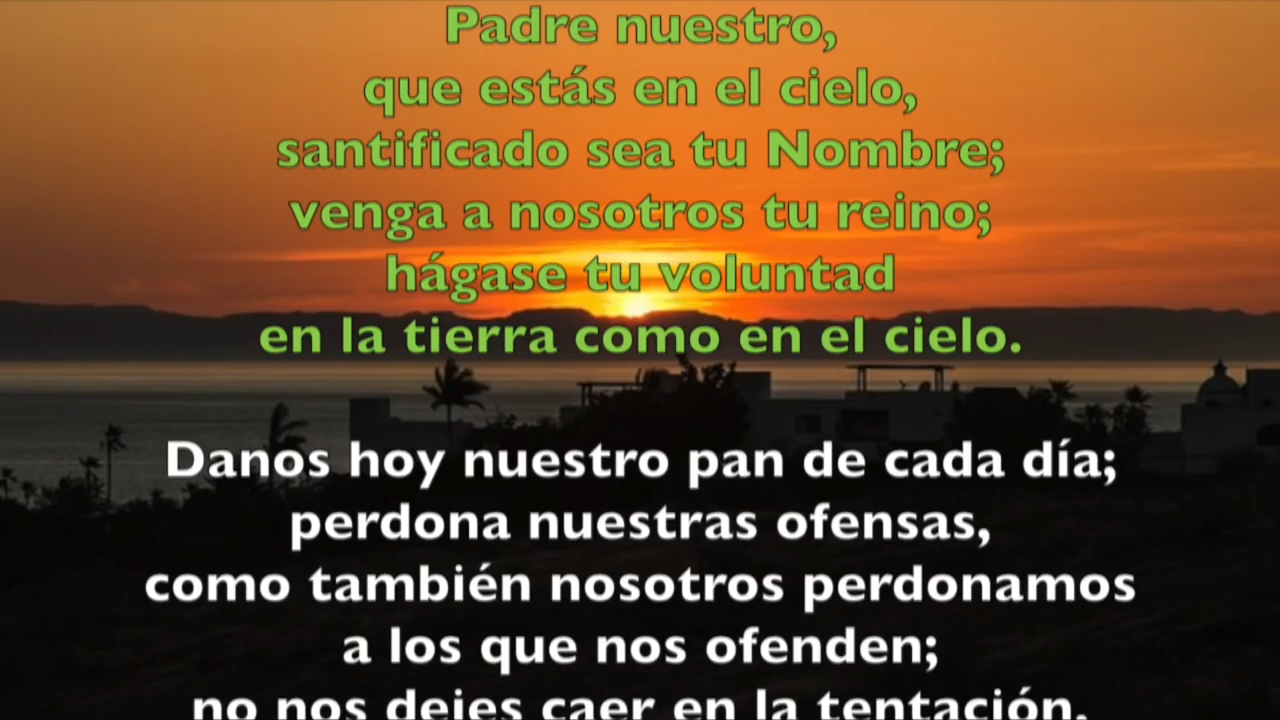 Padre nuestro,
que estás en el cielo,
santificado sea tu Nombre;
venga a nosotros tu reino;
hágase tu voluntad
en la tierra como en el cielo.
Danos hoy nuestro pan de cada día;
perdona nuestras ofensas,
como también nosotros perdonamos
a los que nos ofenden;
no nos dejes caer en la tentación,